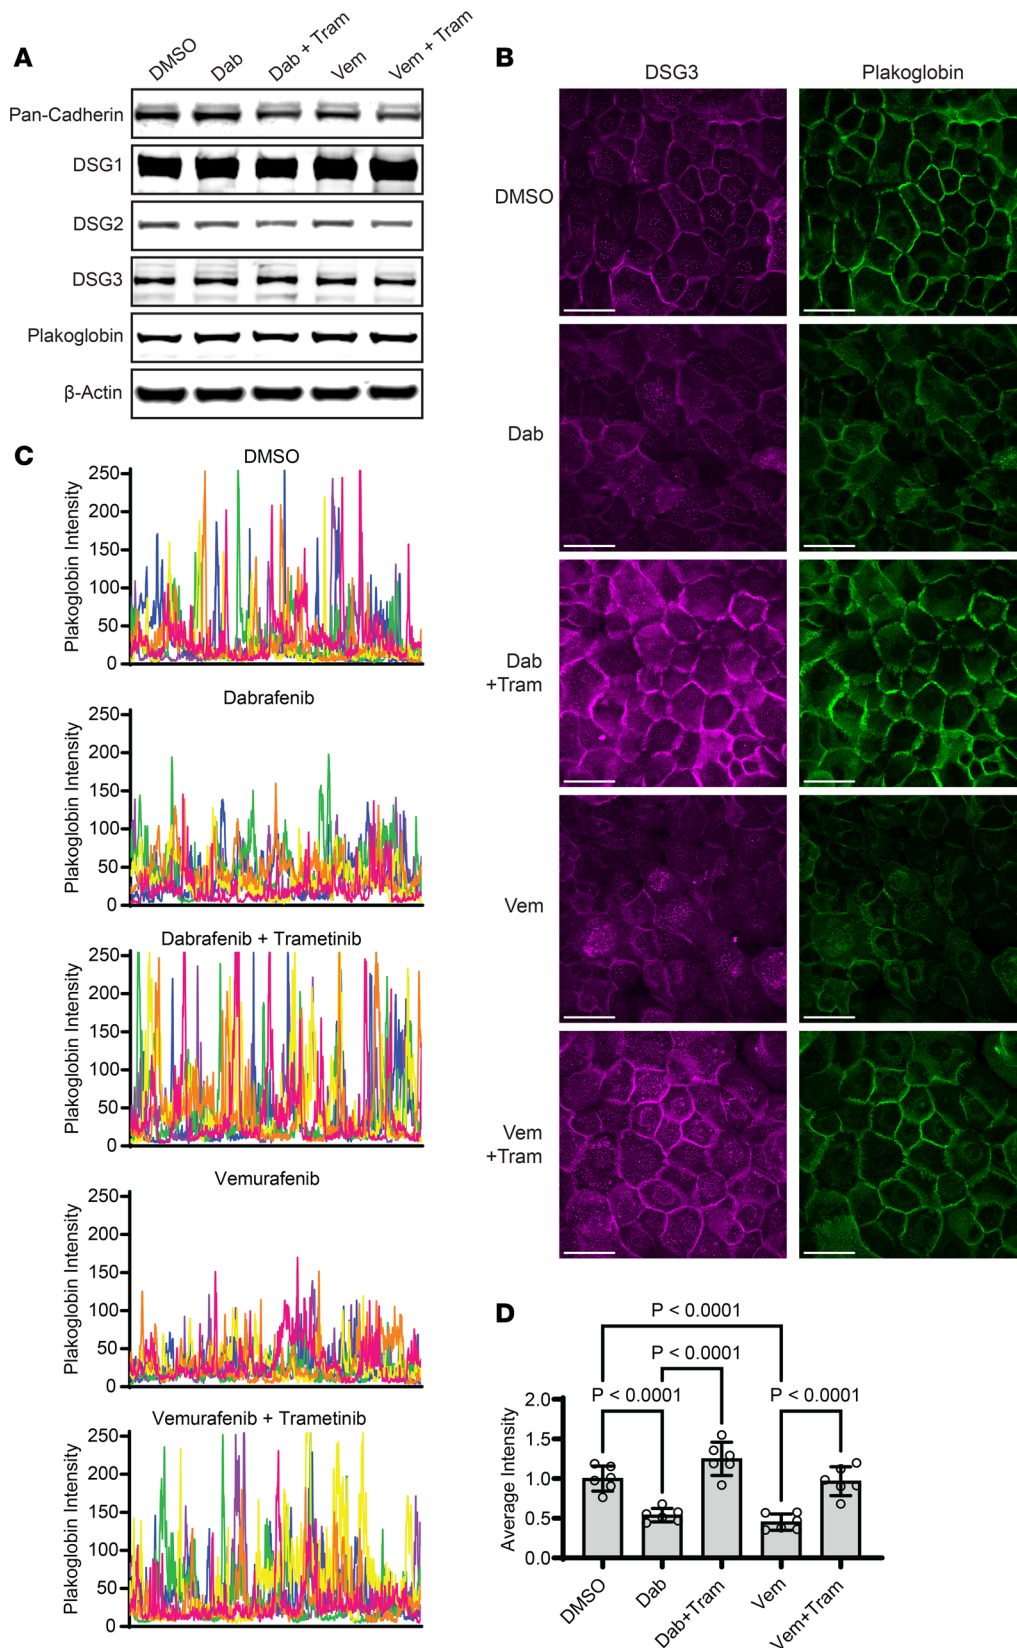 A
DMSO
Dab
Dab + Tram
Vem
Vem + Tram
Pan-Cadherin
DSG1
DSG2
DSG3
Plakoglobin
β-Actin
B
DSG3
Plakoglobin
DMSO
Dab
Dab
+Tram
Vem
Vem
+Tram
C
DMSO
Plakoglobin Intensity
250
200
150
100
50
0
Dabrafenib
Plakoglobin Intensity
250
200
150
100
50
0
Dabrafenib + Trametinib
Plakoglobin Intensity
250
200
150
100
50
0
Vemurafenib
Plakoglobin Intensity
250
200
150
100
50
0
Vemurafenib + Trametinib
Plakoglobin Intensity
250
200
150
100
50
0
D
P < 0.0001
P < 0.0001
P < 0.0001
P < 0.0001
Average Intensity
2.0
1.5
1.0
0.5
0.0
DMSO
Dab
Dab+Tram
Vem
Vem+Tram